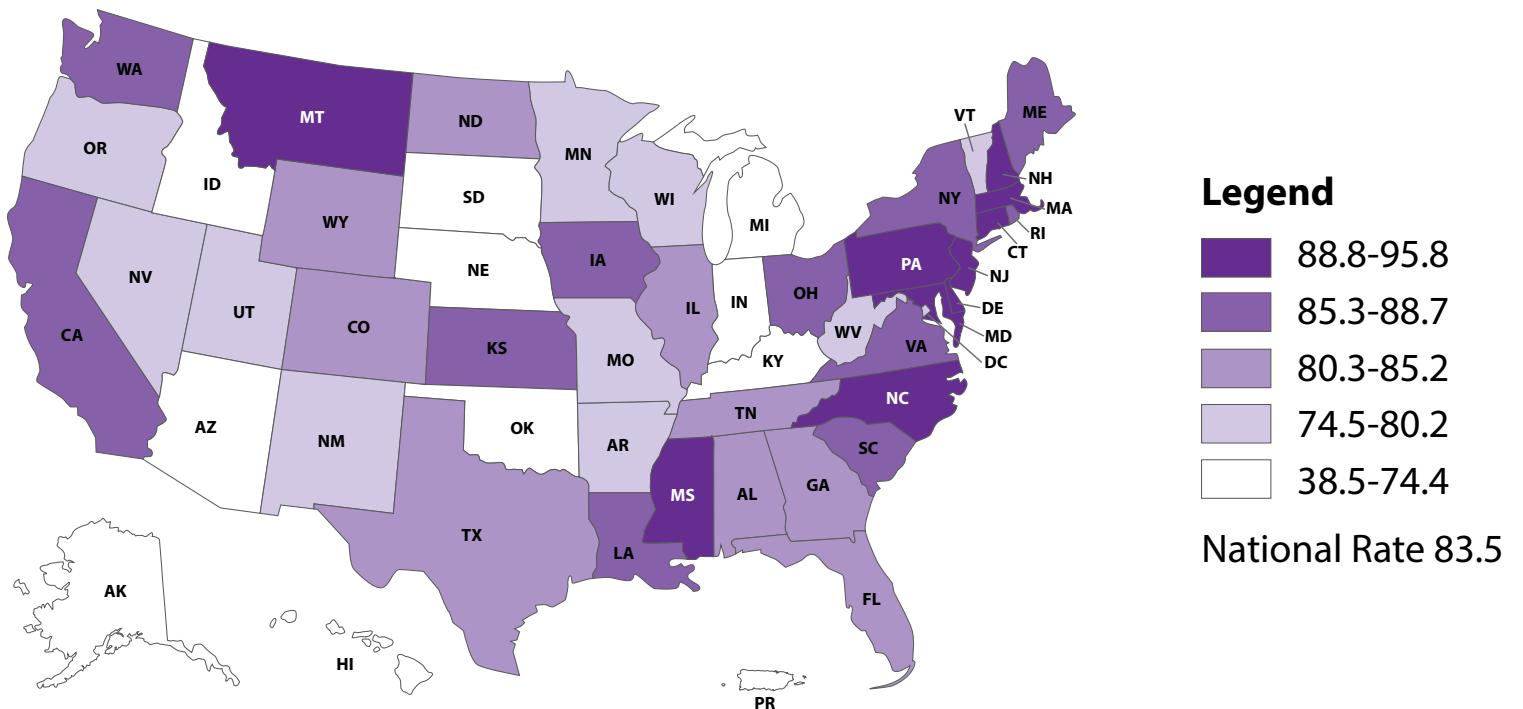 WA
MT
ND
MN
OR
ID
SD
WI
MI
WY
NE
IA
NV
UT
CO
CA
KS
MO
IL
IN
OH
KY
WV
VA
PA
NY
VT
ME
NH
MA
RI
CT
NJ
DE
MD
DC
AZ
NM
OK
AR
TN
NC
SC
MS
AL
GA
TX
LA
FL
AK
HI
PR
Legend
88.8-95.8
85.3-88.7
80.3-85.2
74.5-80.2
38.5-74.4
National Rate 83.5